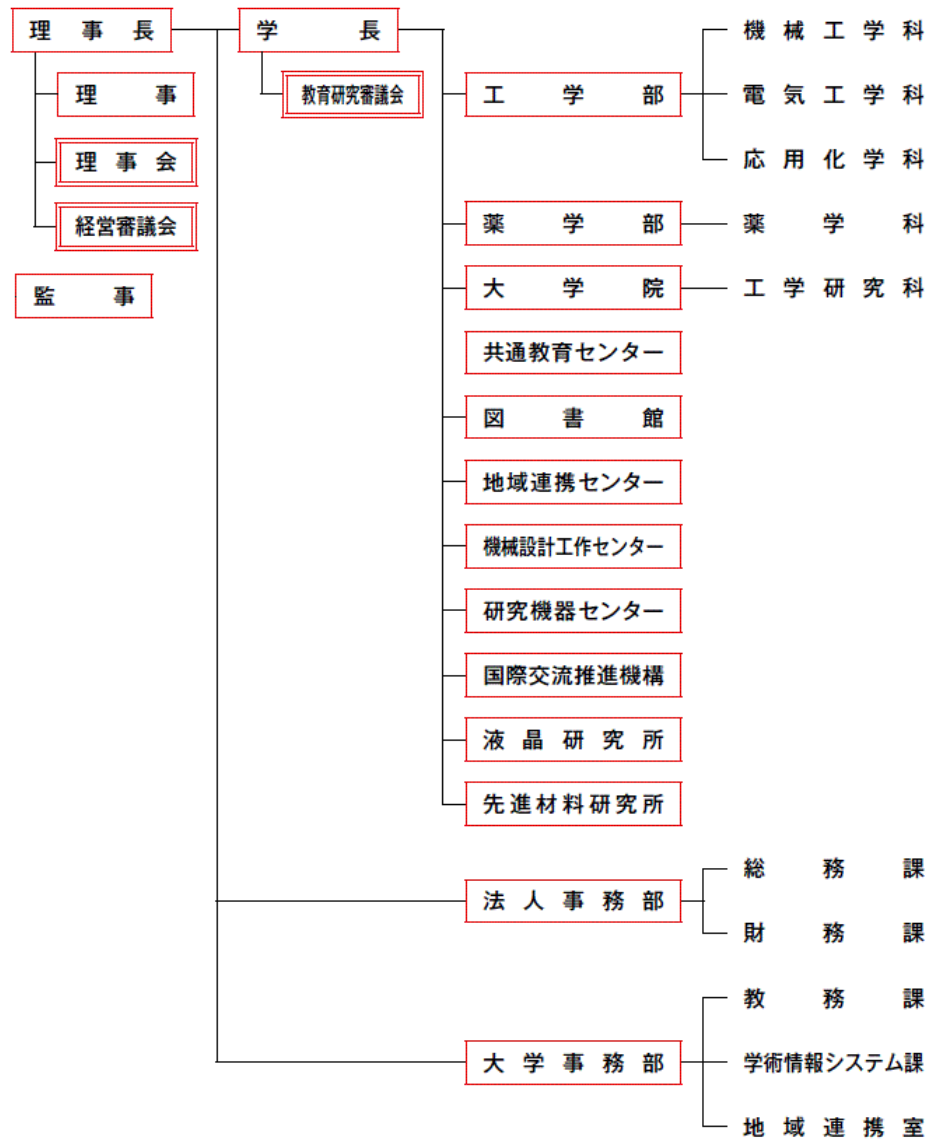 理事長
学長
機械工学科
理事
教育研究審議会
工学部
電気工学科
理事会
応用化学科
経営審議会
薬学部
薬学科
監事
大学院
工学研究科
共通教育センター
図書館
地域連携センター
機械設計工作センター
研究機器センター
国際交流推進機構
液晶研究所
先進材料研究所
総務課
法人事務部
財務課
教務課
大学事務部
学術情報システム課
地域連携室